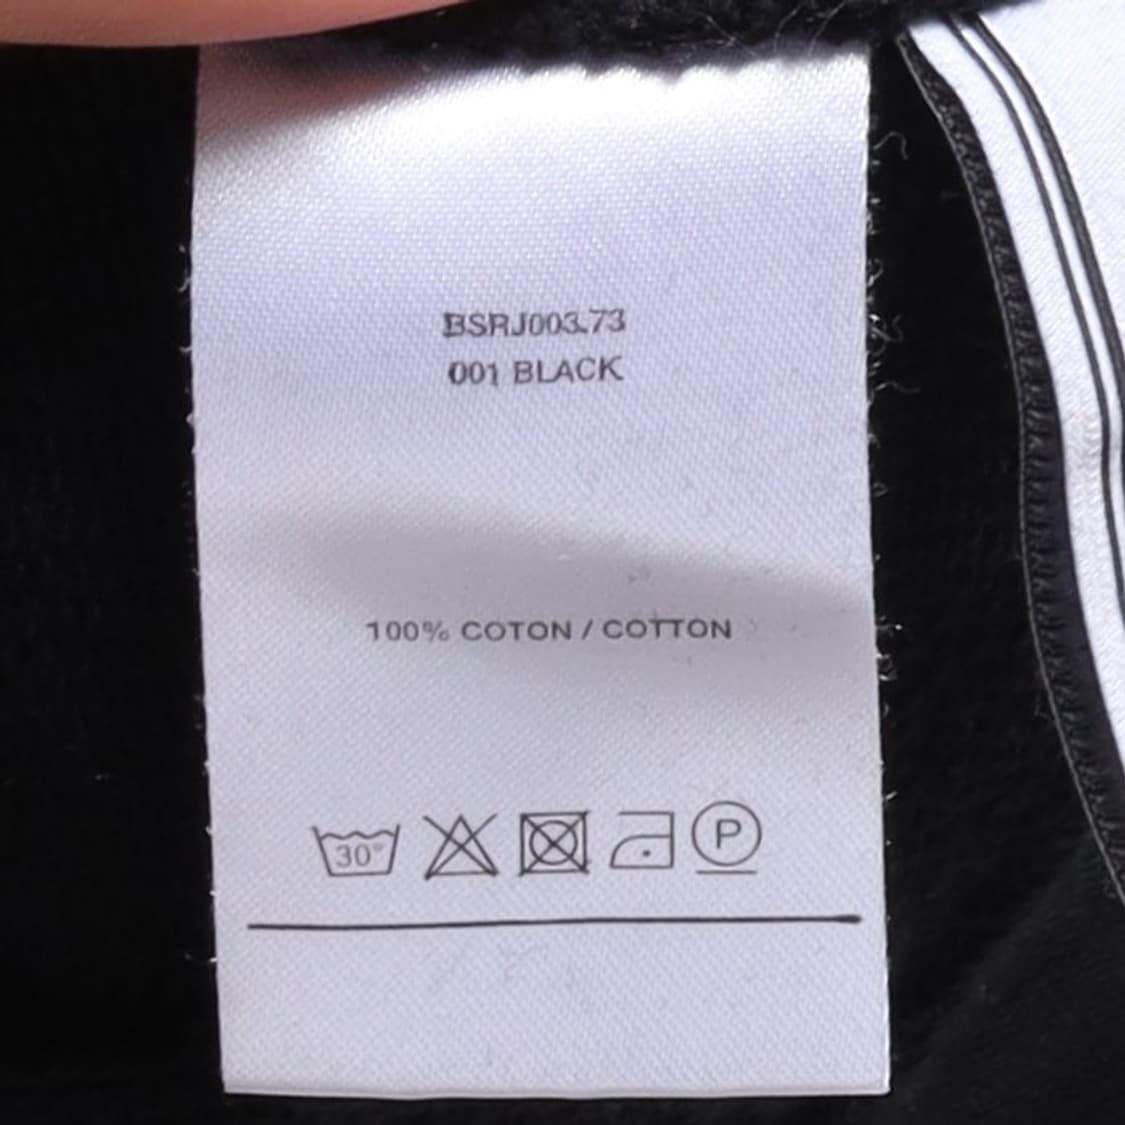 BSRJ003.73
001 BLACK
100% COTON / COTTON
30°
P